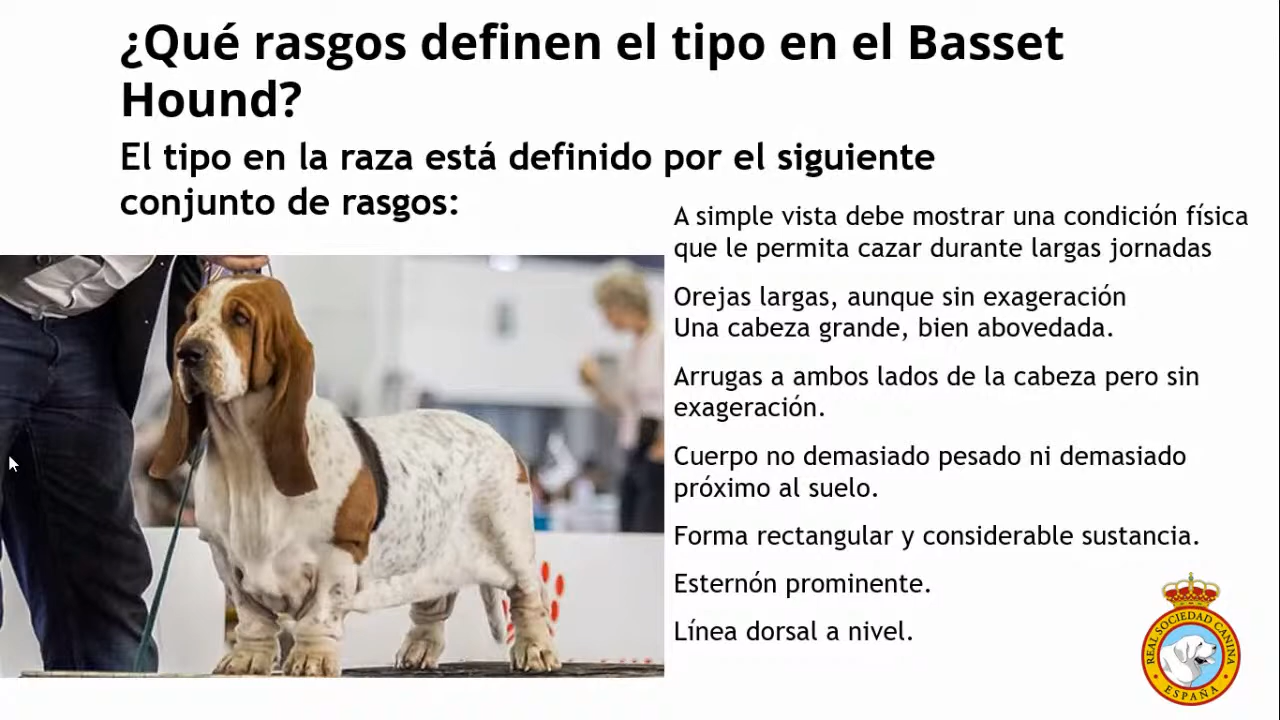 ¿Qué rasgos definen el tipo en el Basset
Hound?
El tipo en la raza está definido por el siguiente
conjunto de rasgos:
A simple vista debe mostrar una condición física
que le permita cazar durante largas jornadas
Orejas largas, aunque sin exageración
Una cabeza grande, bien abovedada.
Arrugas a ambos lados de la cabeza pero sin
exageración.
Cuerpo no demasiado pesado ni demasiado
próximo al suelo.
Forma rectangular y considerable sustancia.
Esternón prominente.
Línea dorsal a nivel.
REAL SOCIEDAD CANINA
ESPAÑA